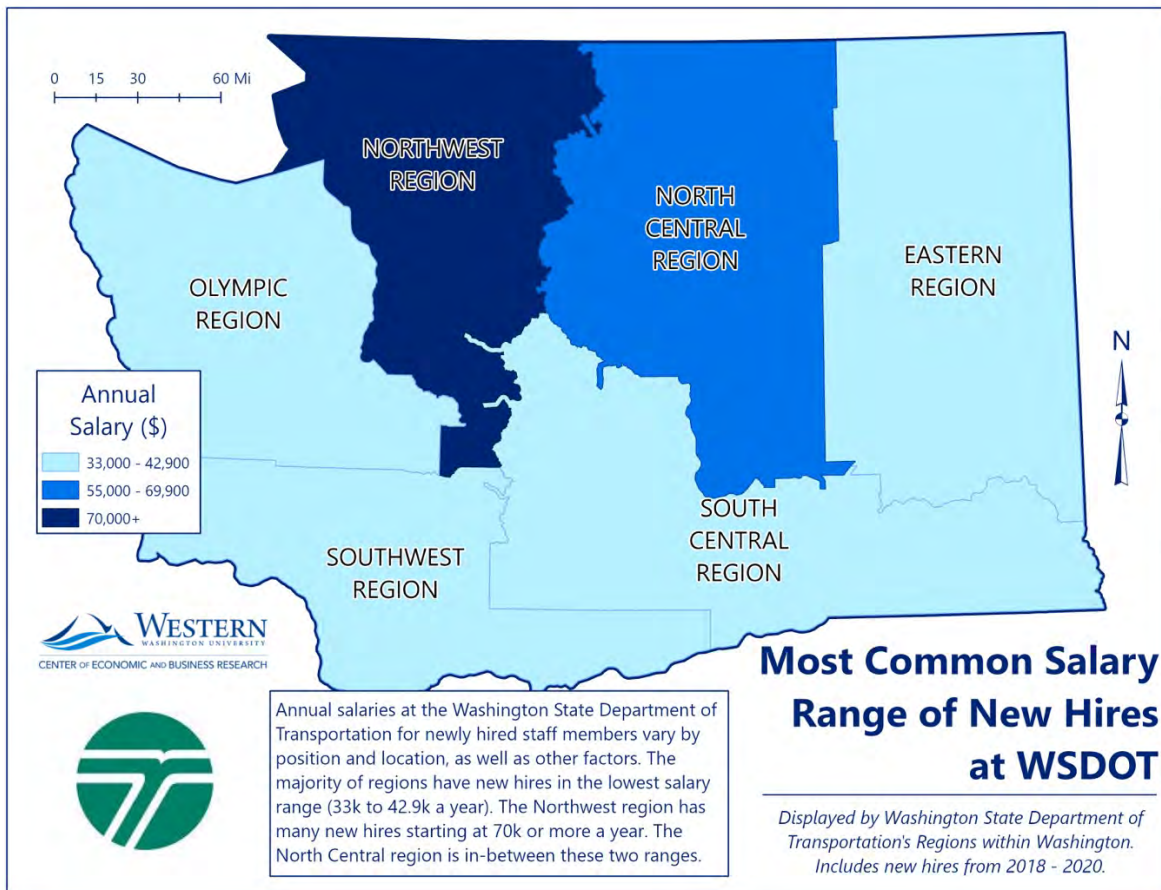 0 15 30 60 Mi
NORTHWEST
REGION
NORTH
CENTRAL
REGION
EASTERN
REGION
OLYMPIC
REGION
N
Annual
Salary ($)
33,000 - 42,900
55,000 - 69,900
70,000+
SOUTHWEST
REGION
SOUTH
CENTRAL
REGION
WESTERN
WASHINGTON UNIVERSITY
CENTER OF ECONOMIC AND BUSINESS RESEARCH
Annual salaries at the Washington State Department of
Transportation for newly hired staff members vary by
position and location, as well as other factors. The
majority of regions have new hires in the lowest salary
range (33k to 42.9k a year). The Northwest region has
many new hires starting at 70k or more a year. The
North Central region is in-between these two ranges.
Most Common Salary
Range of New Hires
at WSDOT
Displayed by Washington State Department of
Transportation's Regions within Washington.
Includes new hires from 2018 - 2020.